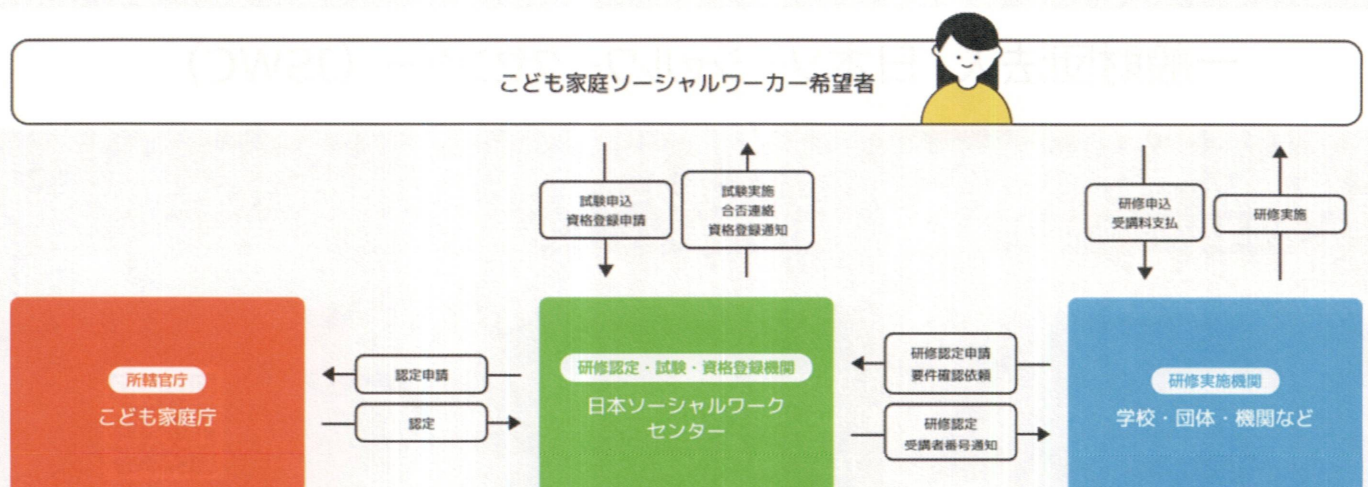 こども家庭ソーシャルワーカー希望者
試験申込
資格登録申請
試験実施
合否連絡
資格登録通知
研修申込
受講料支払
研修実施
所轄官庁
こども家庭庁
認定申請
認定
研修認定・試験・資格登録機関
日本ソーシャルワーク
センター
研修認定申請
要件確認依頼
研修認定
受講者番号通知
研修実施機関
学校・団体・機関など